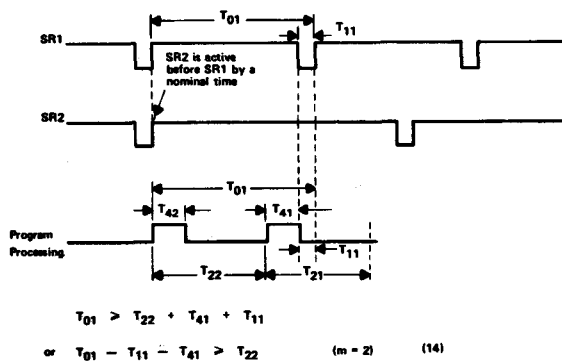 T01
T11
SR1
SR2 is active
before SR1 by a
nominal time
SR2
T01
T42
T41
Program
Processing
T11
T22
T21
T01 ≥ T22 + T41 + T11
or T01 − T11 − T41 ≥ T22 (m = 2) (14)